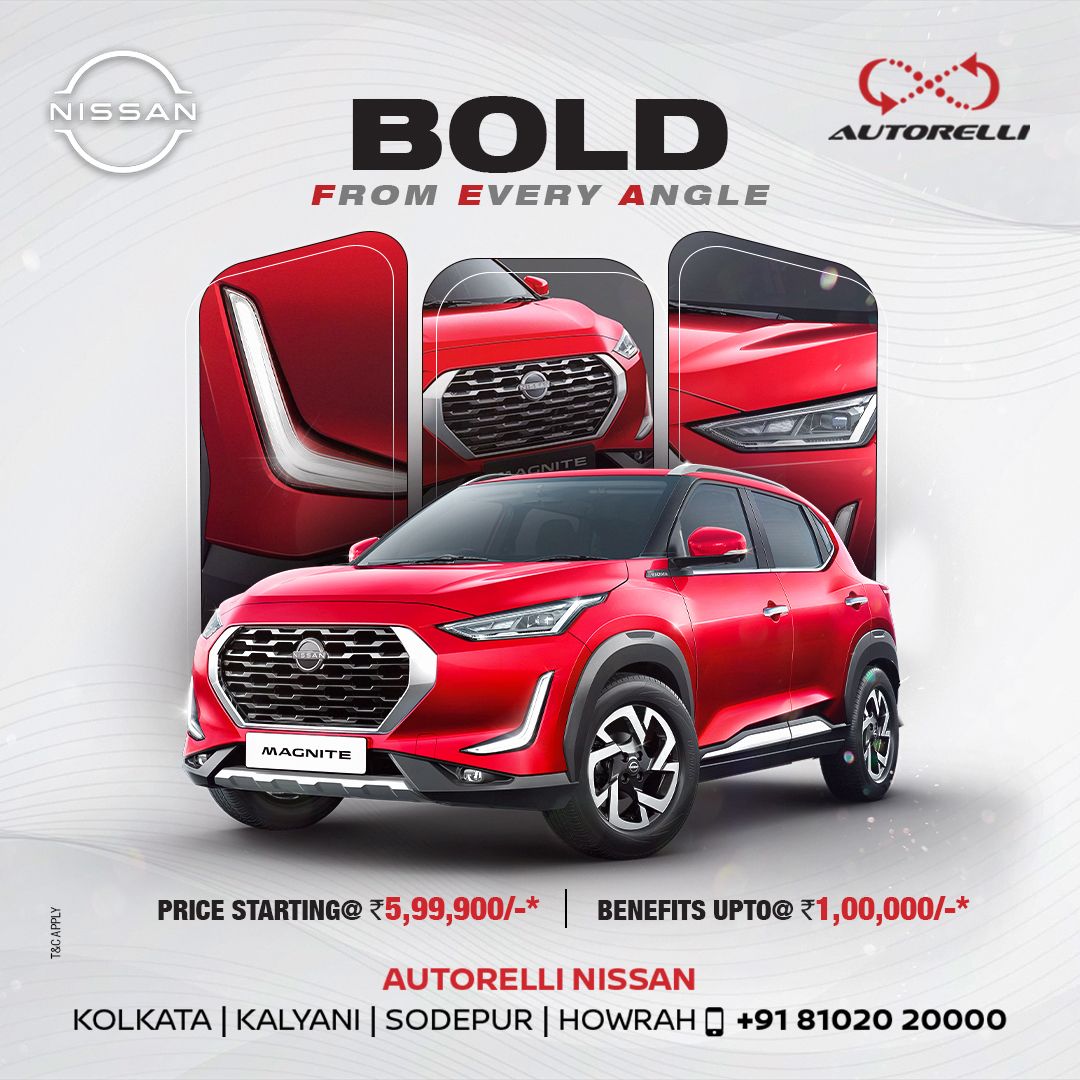 NISSAN
AUTORELLI
BOLD
FROM EVERY ANGLE
NISSAN
MAGNITE
NISSAN
MAGNITE
PRICE STARTING@ ₹5,99,900/-* | BENEFITS UPTO@ ₹1,00,000/-*
T&C APPLY
AUTORELLI NISSAN
KOLKATA | KALYANI | SODEPUR | HOWRAH +91 81020 20000